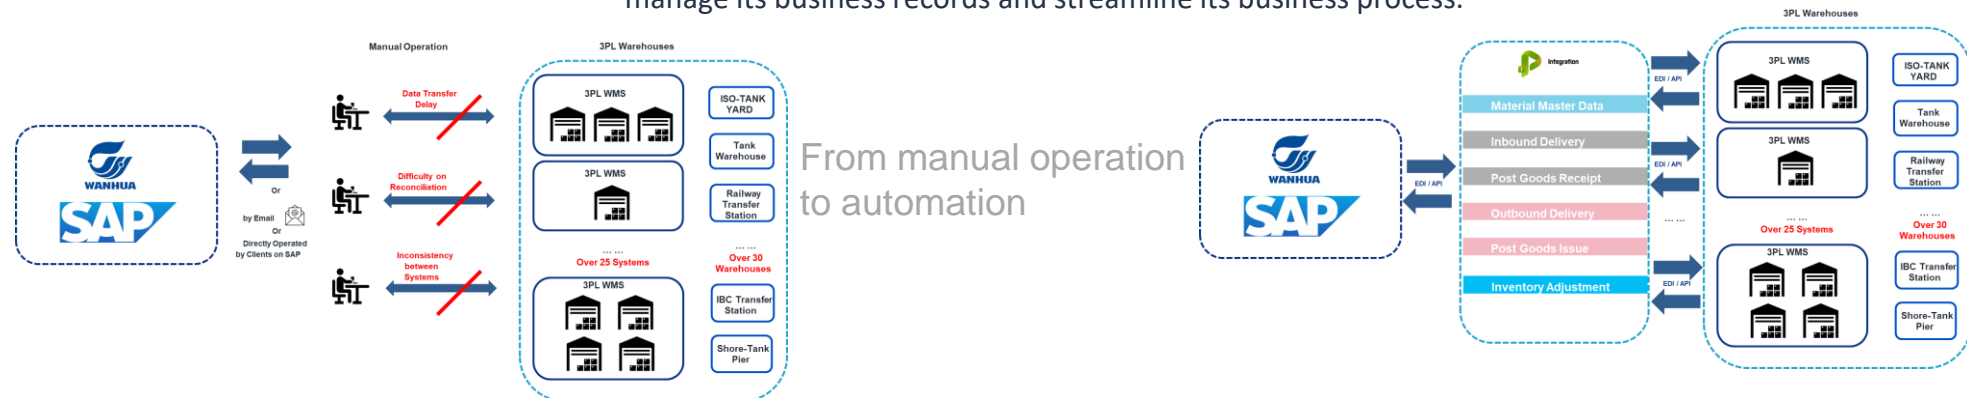 manage its business records and streamline its business process.
Manual Operation
3PL Warehouses
WANHUA
SAP
Or
by Email
Or
Directly Operated
by Clients on SAP
Data Transfer
Delay
Difficulty on
Reconciliation
Inconsistency
between
Systems
3PL WMS
3PL WMS
... ...
Over 25 Systems
3PL WMS
ISO-TANK
YARD
Tank
Warehouse
Railway
Transfer
Station
... ...
Over 30
Warehouses
IBC Transfer
Station
Shore-Tank
Pier
From manual operation
to automation
WANHUA
SAP
EDI / API
Integration
Material Master Data
Inbound Delivery
Post Goods Receipt
Outbound Delivery
Post Goods Issue
Inventory Adjustment
EDI / API
EDI / API
... ...
EDI / API
3PL Warehouses
3PL WMS
3PL WMS
... ...
Over 25 Systems
3PL WMS
ISO-TANK
YARD
Tank
Warehouse
Railway
Transfer
Station
... ...
Over 30
Warehouses
IBC Transfer
Station
Shore-Tank
Pier